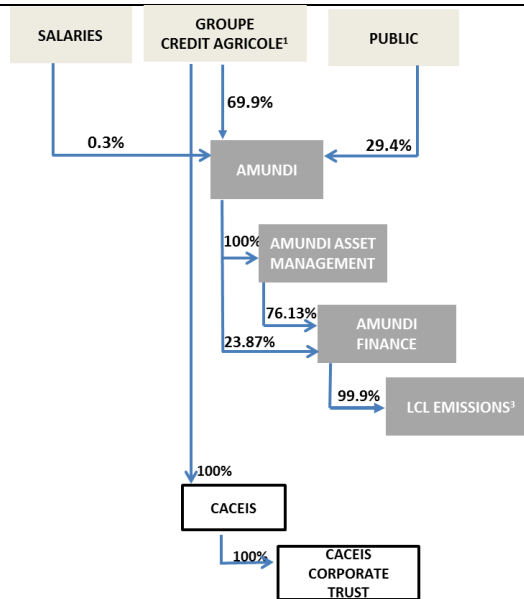 SALARIES
GROUPE
CREDIT AGRICOLE¹
PUBLIC
69.9%
0.3%
29.4%
AMUNDI
100%
AMUNDI ASSET
MANAGEMENT
76.13%
23.87%
AMUNDI
FINANCE
99.9%
LCL EMISSIONS³
100%
CACEIS
100%
CACEIS
CORPORATE
TRUST